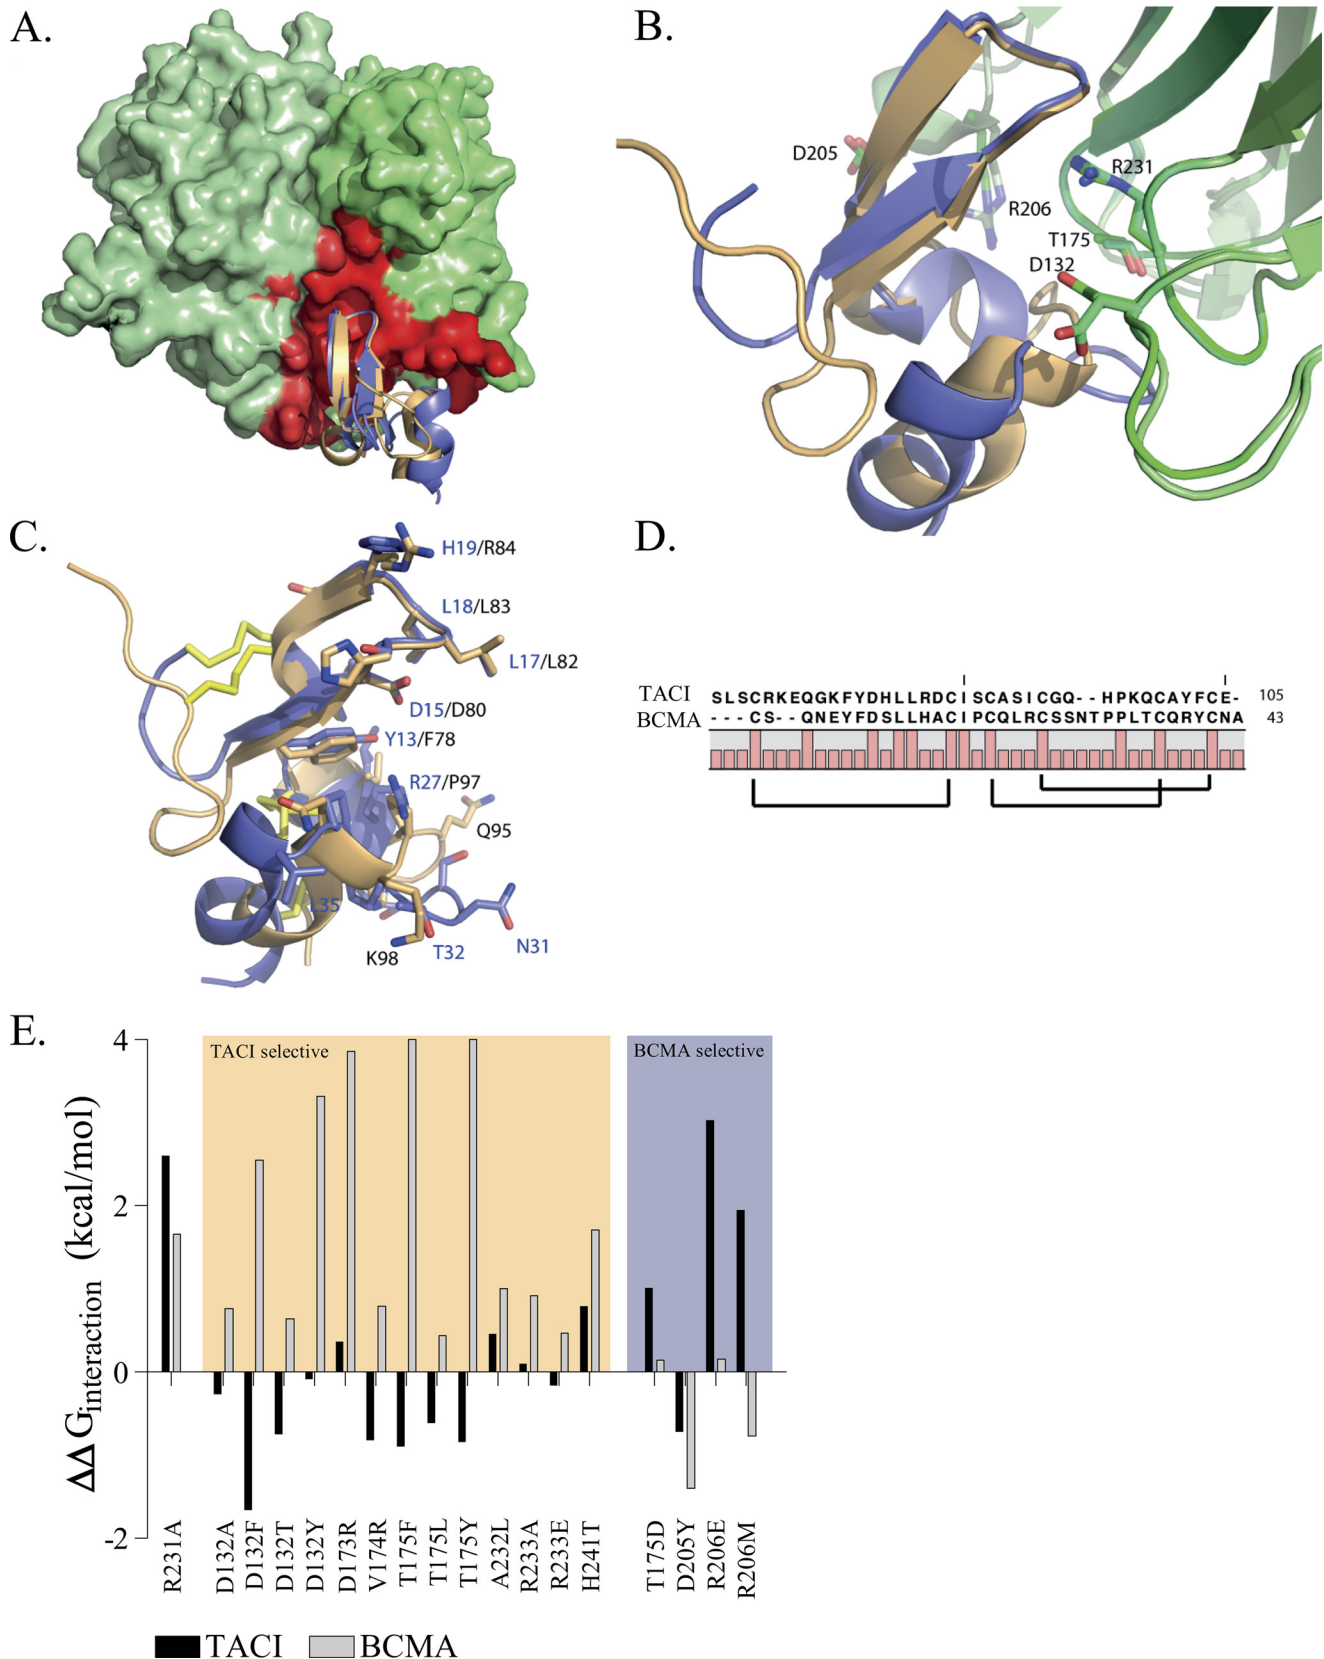 A.
B.
D205
R231
R206
T175
D132
C.
H19/R84
L18/L83
L17/L82
D15/D80
Y13/F78
R27/P97
Q95
L35
K98
T32
N31
D.
TACI SLSCRKEQGKFYDHLLRDCISCASICGQ--HPKQCAYFCE- 105
BCMA ---CS--QNEYFDSLLHACIPCQLRCSSNTPPLTCQRYCNA 43
E.
TACI selective
BCMA selective
ΔΔGinteraction (kcal/mol)
4
2
0
-2
R231A
D132A
D132F
D132T
D132Y
D173R
V174R
T175F
T175L
T175Y
A232L
R233A
R233E
H241T
T175D
D205Y
R206E
R206M
TACI
BCMA